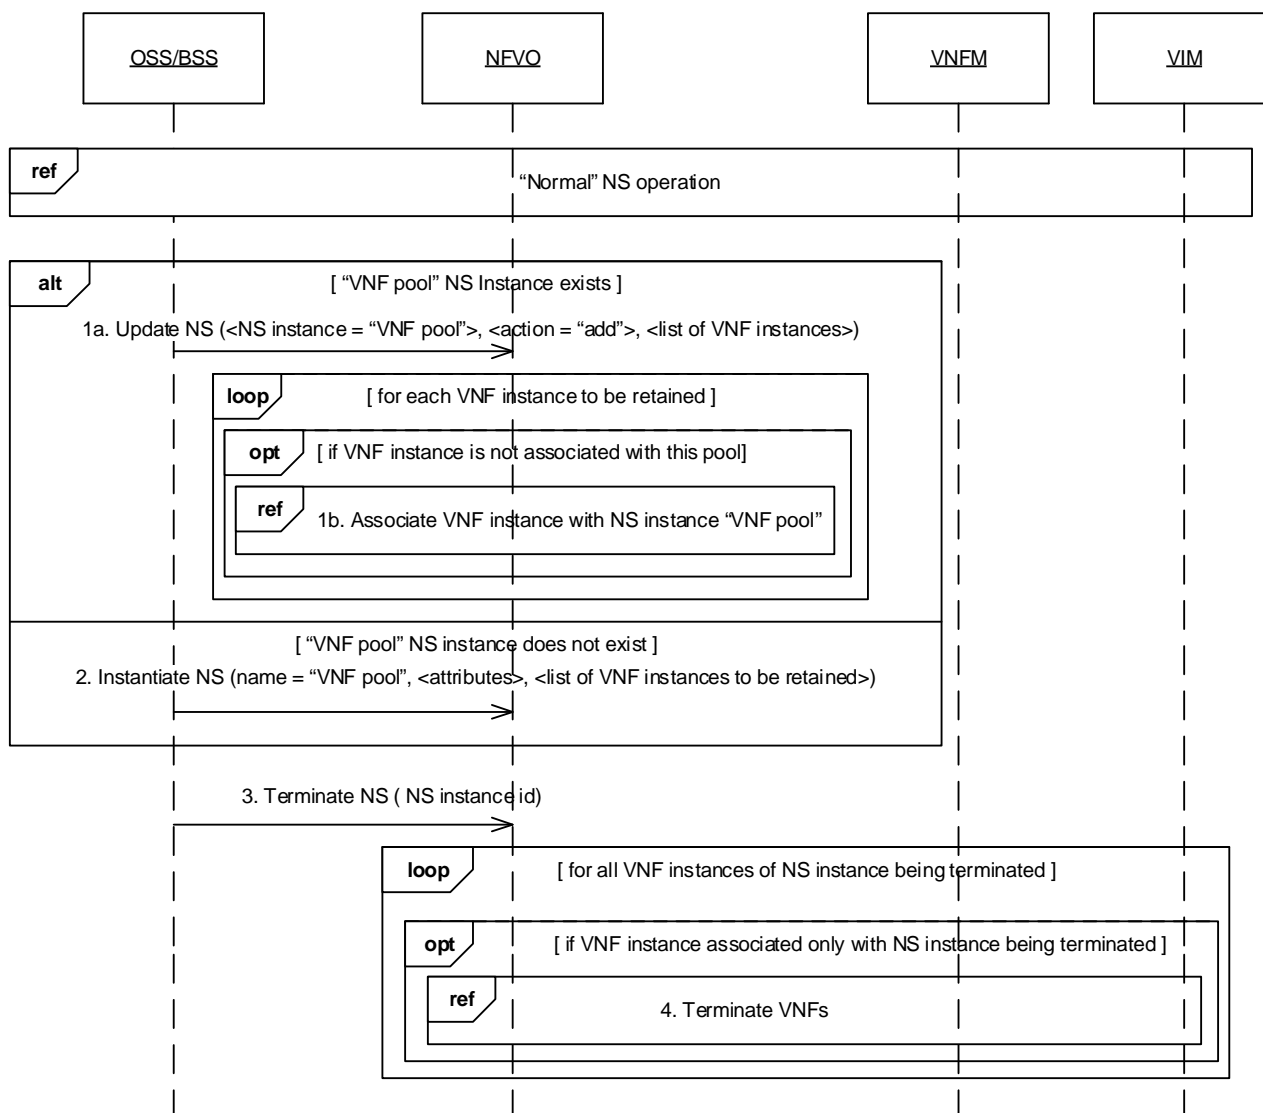 OSS/BSS
NFVO
VNFM
VIM
ref
“Normal” NS operation
alt
[ “VNF pool” NS Instance exists ]
1a. Update NS (<NS instance = “VNF pool”>, <action = “add”>, <list of VNF instances>)
loop
[ for each VNF instance to be retained ]
opt
[ if VNF instance is not associated with this pool]
ref
1b. Associate VNF instance with NS instance “VNF pool”
[ “VNF pool” NS instance does not exist ]
2. Instantiate NS (name = “VNF pool”, <attributes>, <list of VNF instances to be retained>)
3. Terminate NS ( NS instance id)
loop
[ for all VNF instances of NS instance being terminated ]
opt
[ if VNF instance associated only with NS instance being terminated ]
ref
4. Terminate VNFs